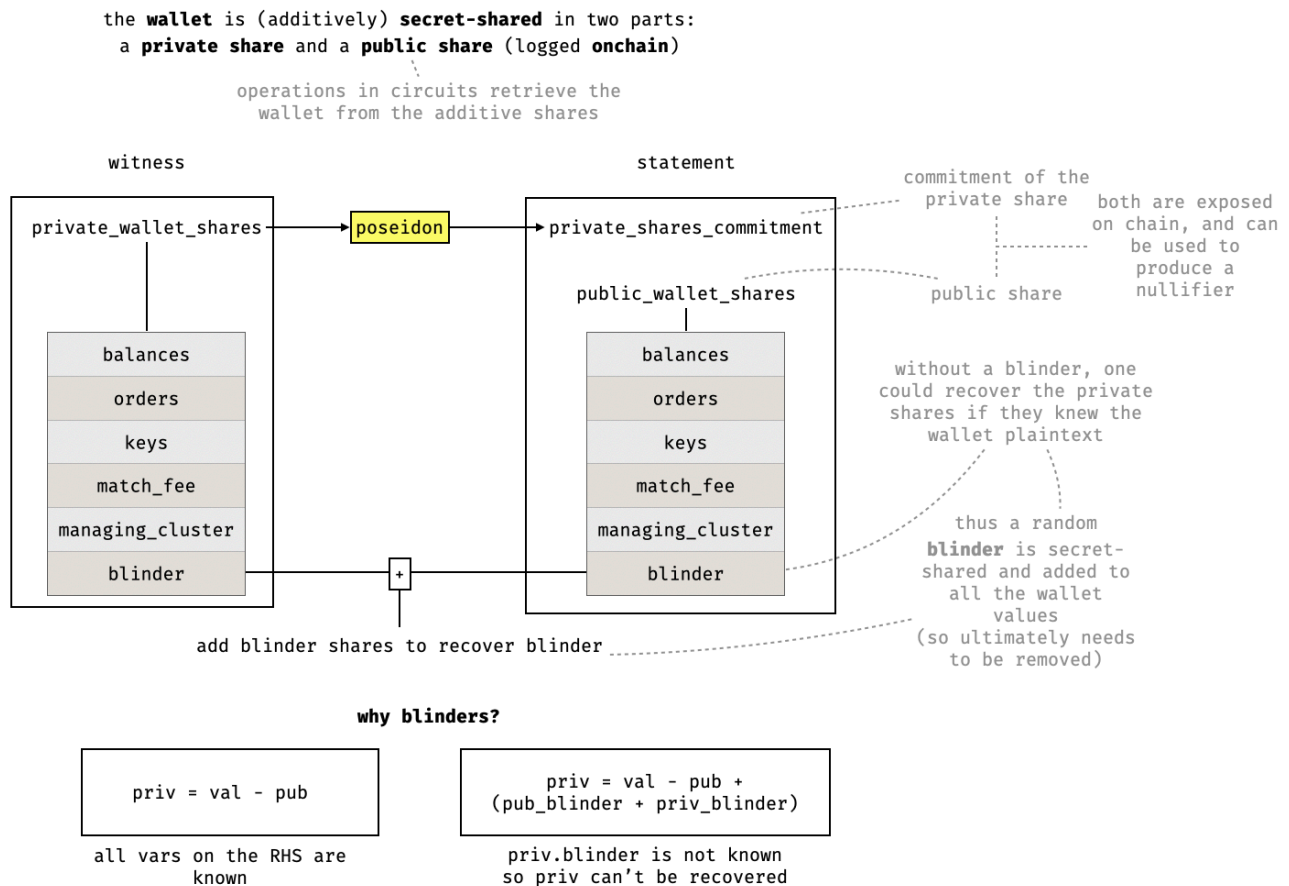 the wallet is (additively) secret-shared in two parts:
a private share and a public share (logged onchain)
operations in circuits retrieve the
wallet from the additive shares
witness
statement
private_wallet_shares
poseidon
private_shares_commitment
public_wallet_shares
balances
orders
keys
match_fee
managing_cluster
blinder
balances
orders
keys
match_fee
managing_cluster
blinder
+
add blinder shares to recover blinder
commitment of the
private share
public share
both are exposed
on chain, and can
be used to
produce a
nullifier
without a blinder, one
could recover the private
shares if they knew the
wallet plaintext
thus a random
blinder is secret-
shared and added to
all the wallet
values
(so ultimately needs
to be removed)
why blinders?
priv = val - pub
all vars on the RHS are
known
priv = val - pub +
(pub_blinder + priv_blinder)
priv.blinder is not known
so priv can't be recovered